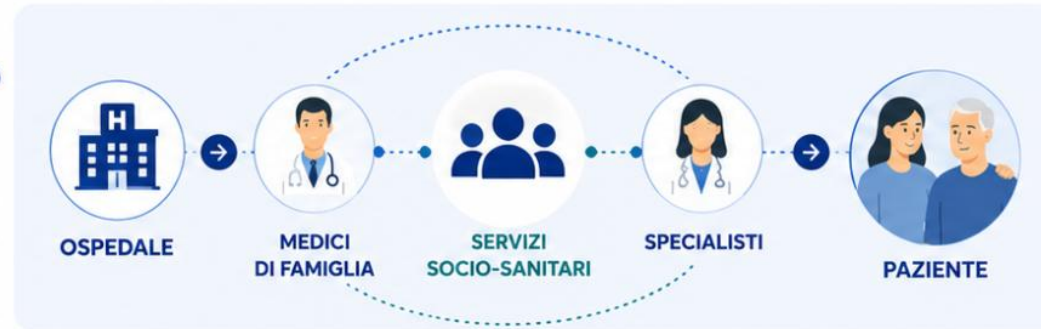 H
OSPEDALE
MEDICI
DI FAMIGLIA
SERVIZI
SOCIO-SANITARI
SPECIALISTI
PAZIENTE